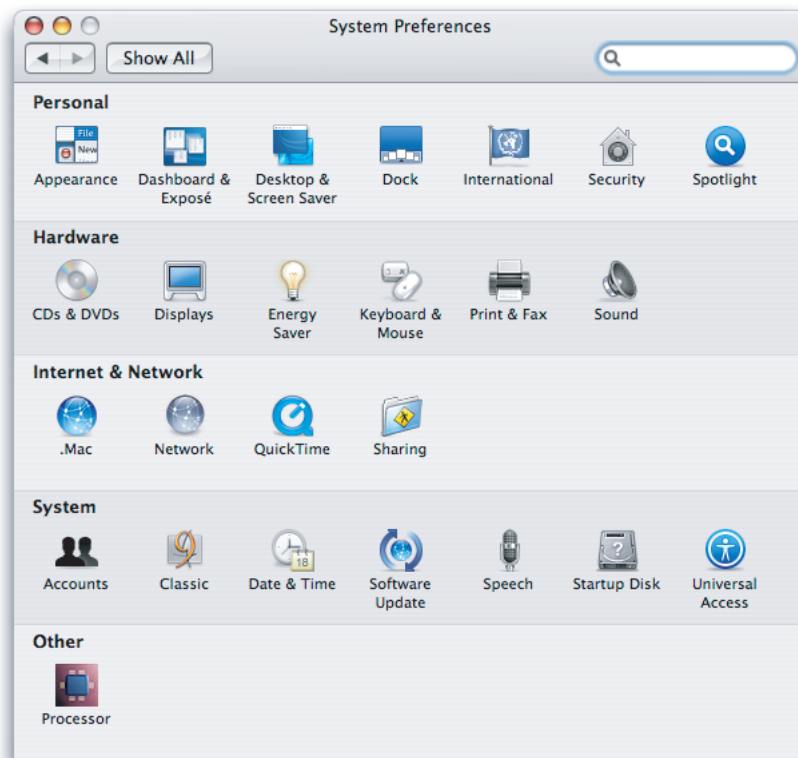 System Preferences
Show All
Personal
File
New
Appearance
Dashboard &
Exposé
Desktop &
Screen Saver
Dock
International
Security
Spotlight
Hardware
CDs & DVDs
Displays
Energy
Saver
Keyboard &
Mouse
Print & Fax
Sound
Internet & Network
.Mac
Network
QuickTime
Sharing
System
18
?
Accounts
Classic
Date & Time
Software
Update
Speech
Startup Disk
Universal
Access
Other
Processor